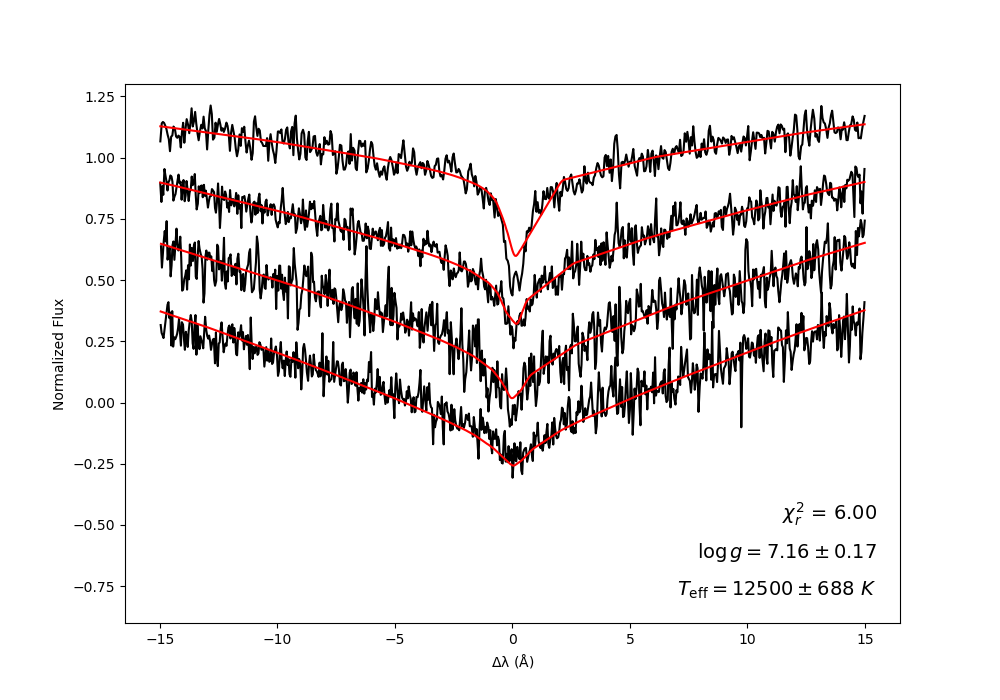 1.25
1.00
0.75
0.50
0.25
0.00
−0.25
−0.50
−0.75
Normalized Flux
χ²ᵣ = 6.00
log g = 7.16 ± 0.17
T_eff = 12500 ± 688 K
−15 −10 −5 0 5 10 15
Δλ (Å)